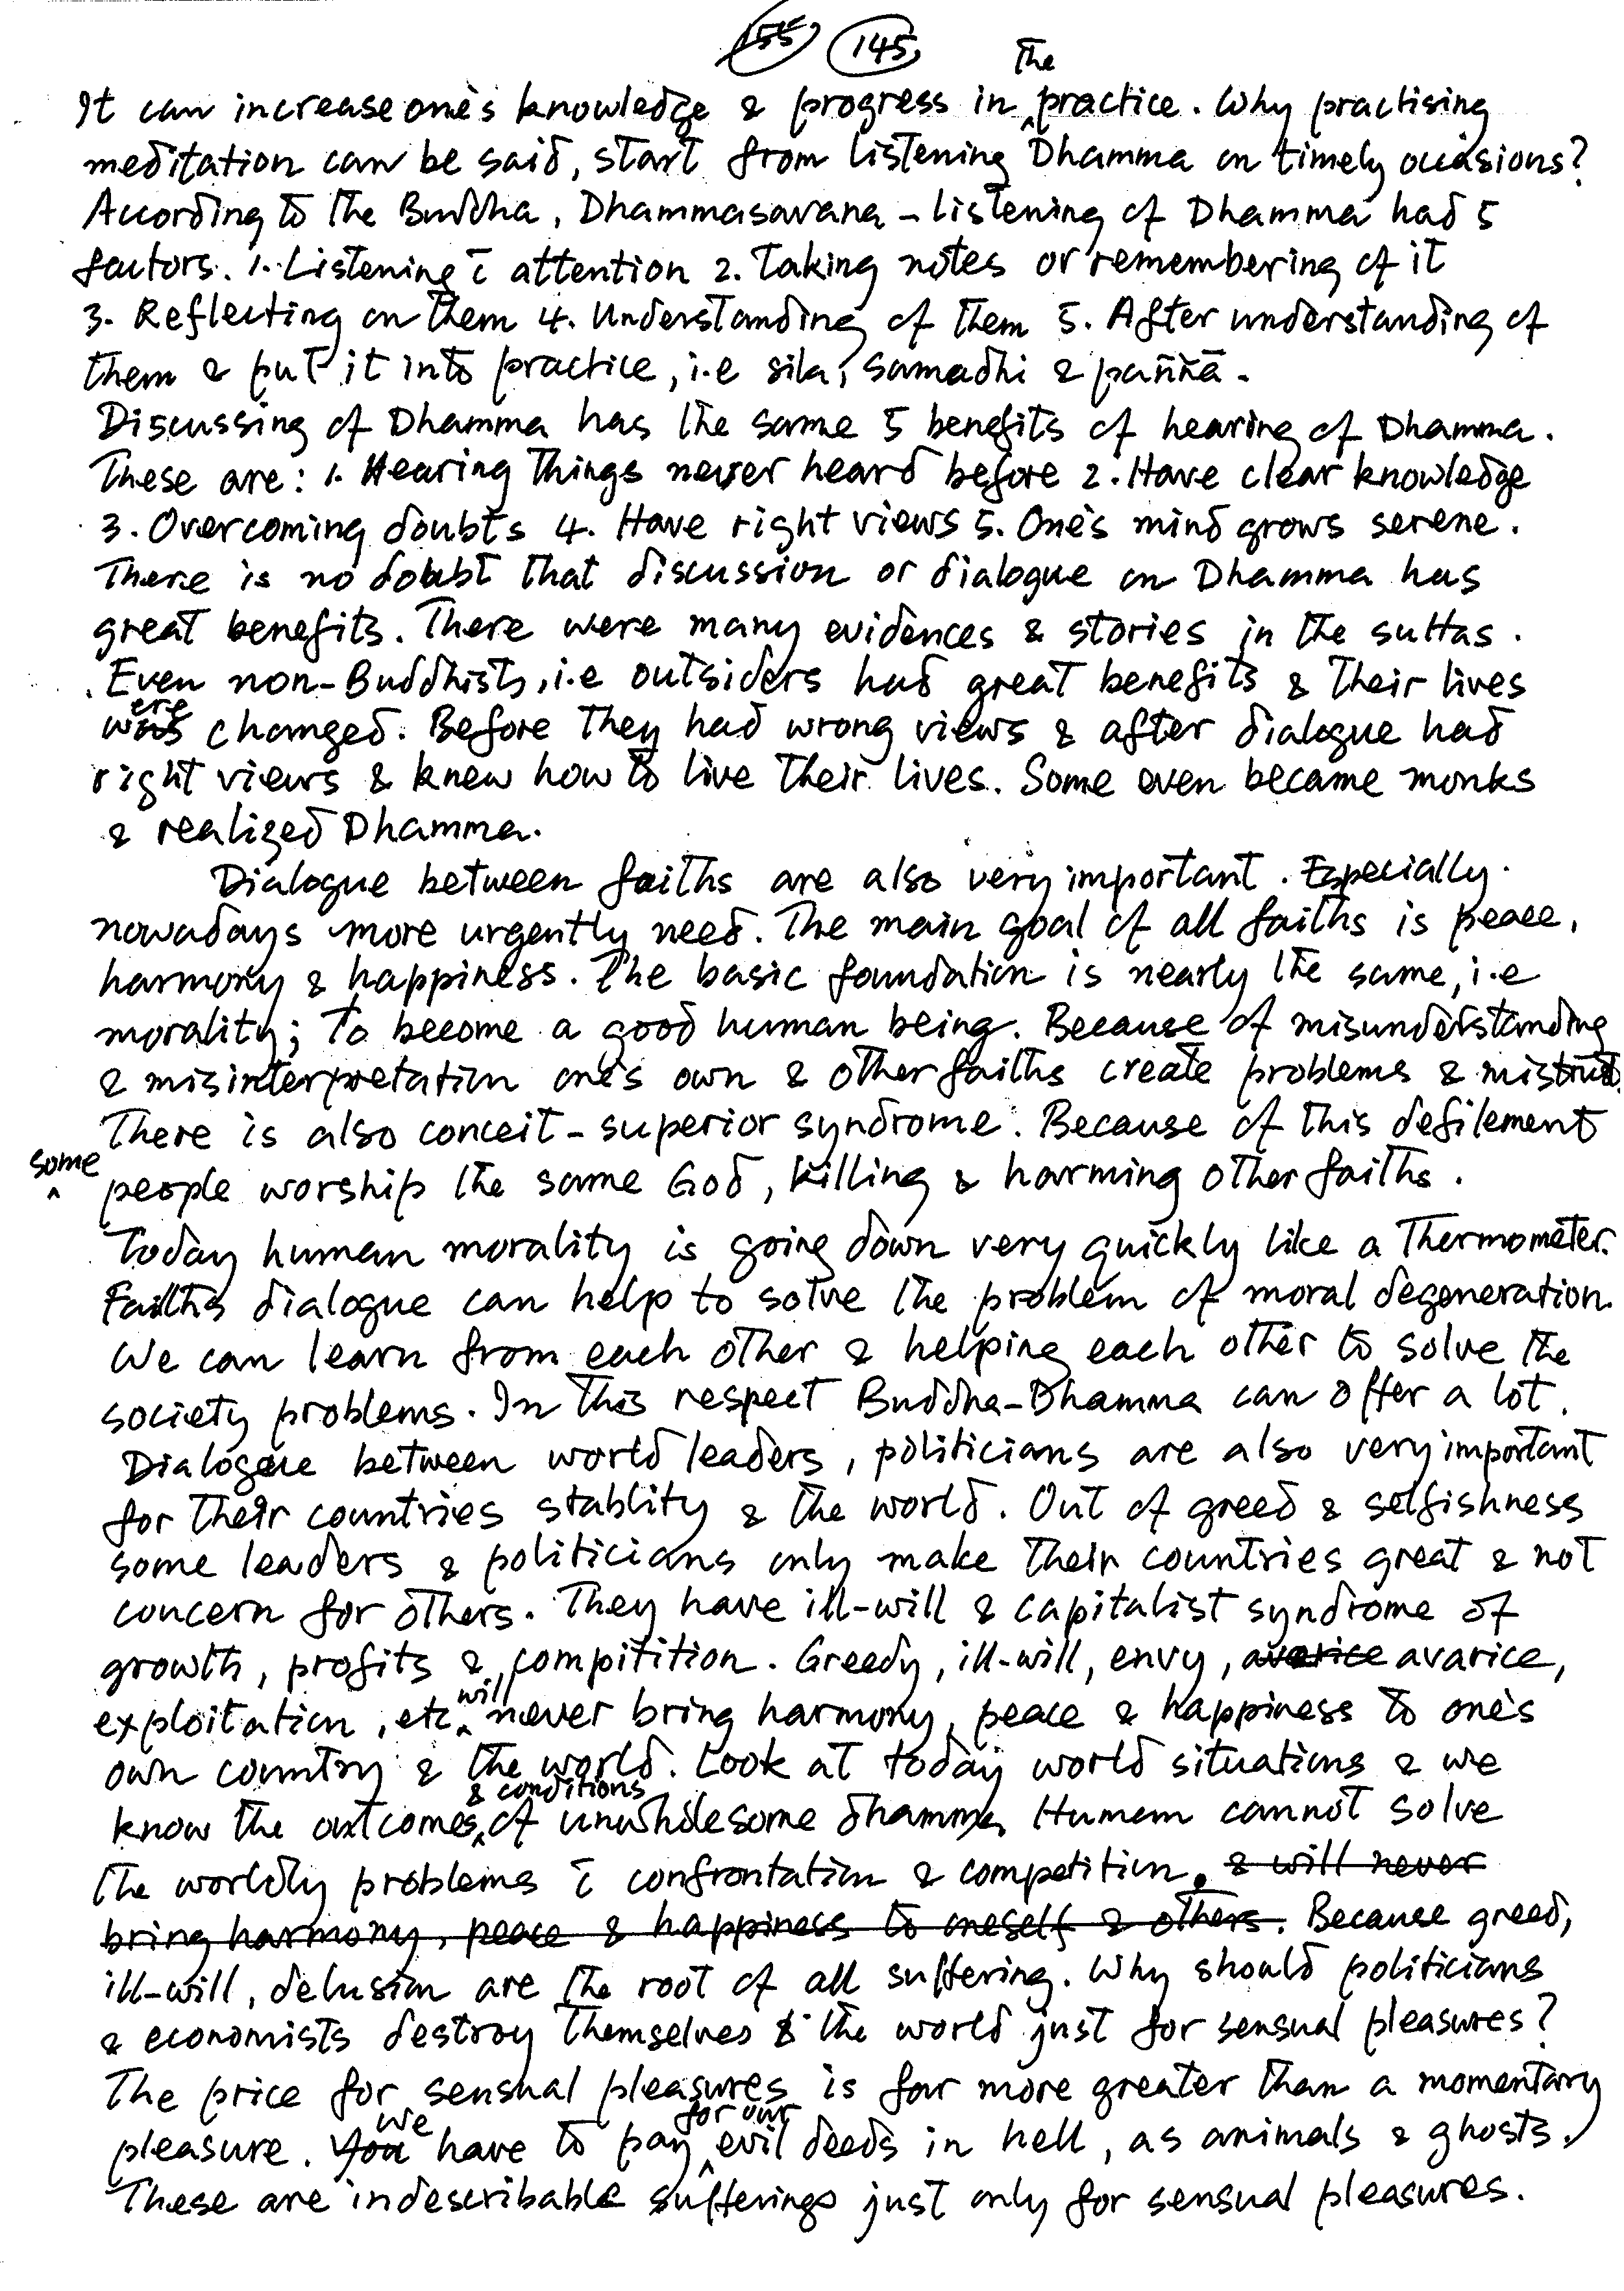 155 145
The
It can increase one's knowledge & progress in ^ practice. Why practising
meditation can be said, start from listening Dhamma on timely occasions?
According to the Buddha, Dhammasavana – listening of Dhamma had 5
factors. 1. Listening c̄ attention 2. Taking notes or remembering of it
3. Reflecting on them 4. Understanding of them 5. After understanding of
them & put it into practice, i.e sila, samadhi & paññā.
Discussing of Dhamma has the same 5 benefits of hearing of Dhamma.
These are: 1. Hearing things never heard before 2. Have clear knowledge
3. Overcoming doubts 4. Have right views 5. One's mind grows serene.
There is no doubt that discussion or dialogue on Dhamma has
great benefits. There were many evidences & stories in the suttas.
Even non-Buddhists, i.e outsiders had great benefits & their lives
were changed. Before they had wrong views & after dialogue had
right views & knew how to live their lives. Some even became monks
& realized Dhamma.
Dialogue between faiths are also very important. Especially
nowadays more urgently need. The main goal of all faiths is peace,
harmony & happiness. The basic foundation is nearly the same, i.e
morality; To become a good human being. Because of misunderstanding
& misinterpretation one's own & other faiths create problems & mistrust.
There is also conceit – superior syndrome. Because of this defilement
some
^ people worship the same God, killing & harming other faiths.
Today human morality is going down very quickly like a Thermometer.
Faiths dialogue can help to solve the problem of moral degeneration.
We can learn from each other & helping each other to solve the
society problems. In this respect Buddha-Dhamma can offer a lot.
Dialogue between world leaders, politicians are also very important
for their countries stablity & the world. Out of greed & selfishness
some leaders & politicians only make their countries great & not
concern for others. They have ill-will & capitalist syndrome of
growth, profits & compitition. Greedy, ill-will, envy, avarice avarice,
exploitation, etc. ^ will never bring harmony, peace & happiness to one's
own country & the world. Look at today world situations & we
& conditions
know the outcomes ^ of unwholesome dhamma. Humem cannot solve
the worldly problems c̄ confrontation & competition. & will never
bring harmony, peace & happiness to oneself & others. Because greed,
ill-will, delusion are the root of all suffering. Why should politicians
& economists destroy themselves & the world just for sensual pleasures?
The price for sensual pleasures is far more greater than a momentary
we for our
pleasure. You have to pay ^ evil deeds in hell, as animals & ghosts.
These are indescribable sufferings just only for sensual pleasures.